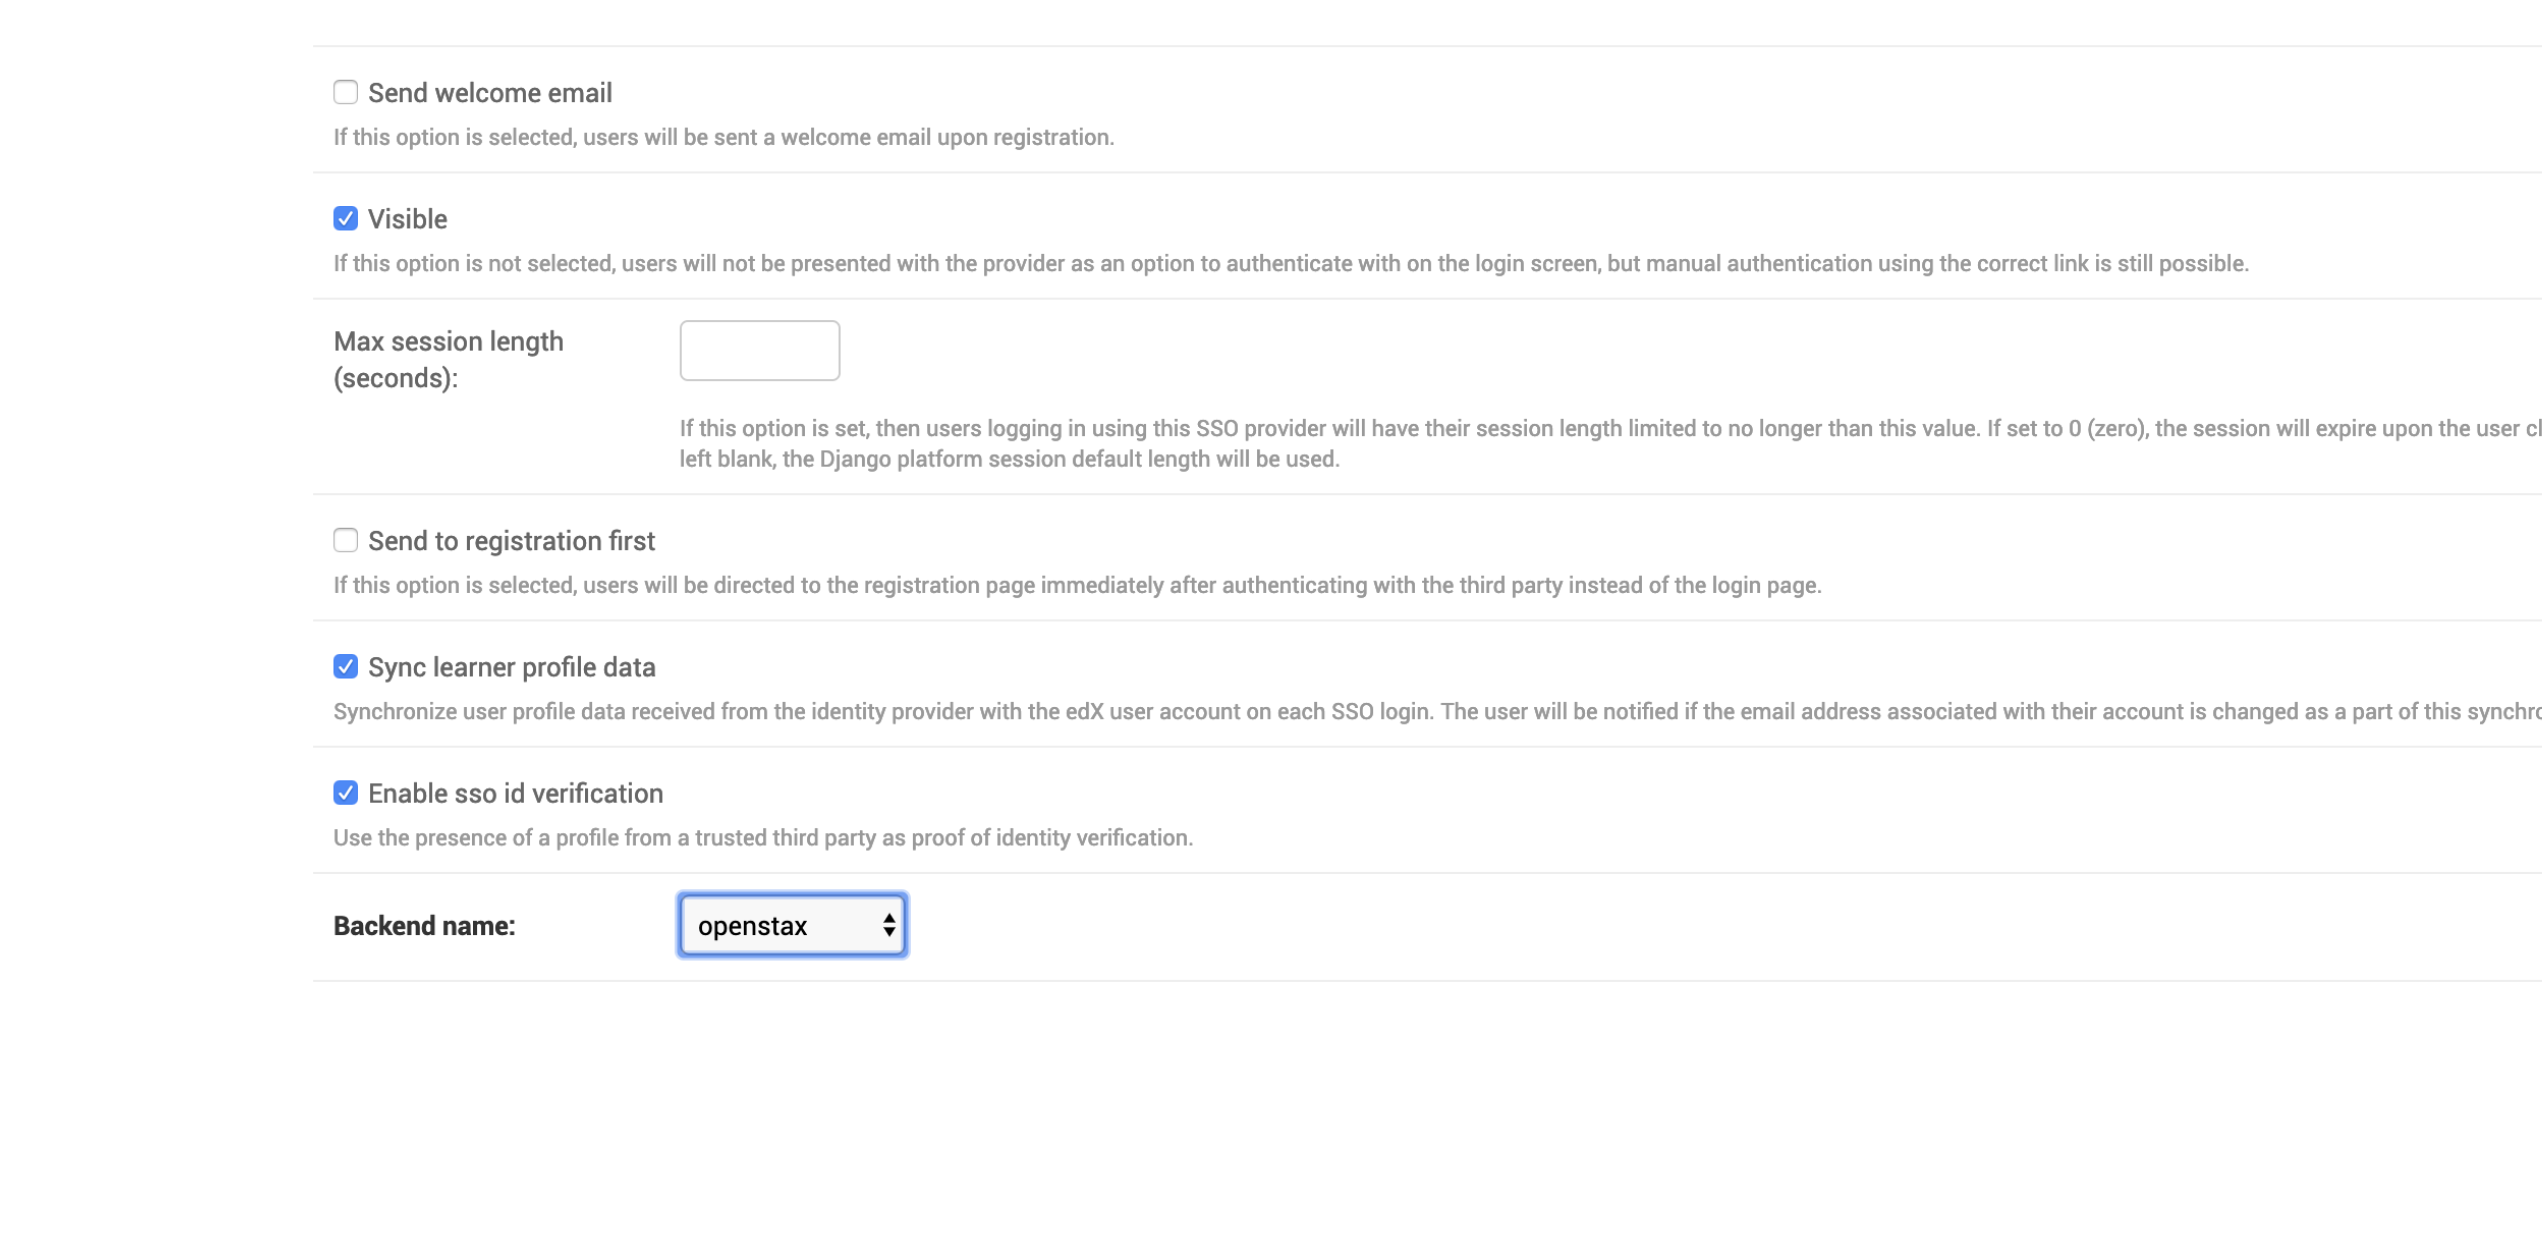 Send welcome email
If this option is selected, users will be sent a welcome email upon registration.
Visible
If this option is not selected, users will not be presented with the provider as an option to authenticate with on the login screen, but manual authentication using the correct link is still possible.
Max session length
(seconds):
If this option is set, then users logging in using this SSO provider will have their session length limited to no longer than this value. If set to 0 (zero), the session will expire upon the user cl
left blank, the Django platform session default length will be used.
Send to registration first
If this option is selected, users will be directed to the registration page immediately after authenticating with the third party instead of the login page.
Sync learner profile data
Synchronize user profile data received from the identity provider with the edX user account on each SSO login. The user will be notified if the email address associated with their account is changed as a part of this synchro
Enable sso id verification
Use the presence of a profile from a trusted third party as proof of identity verification.
Backend name:
openstax